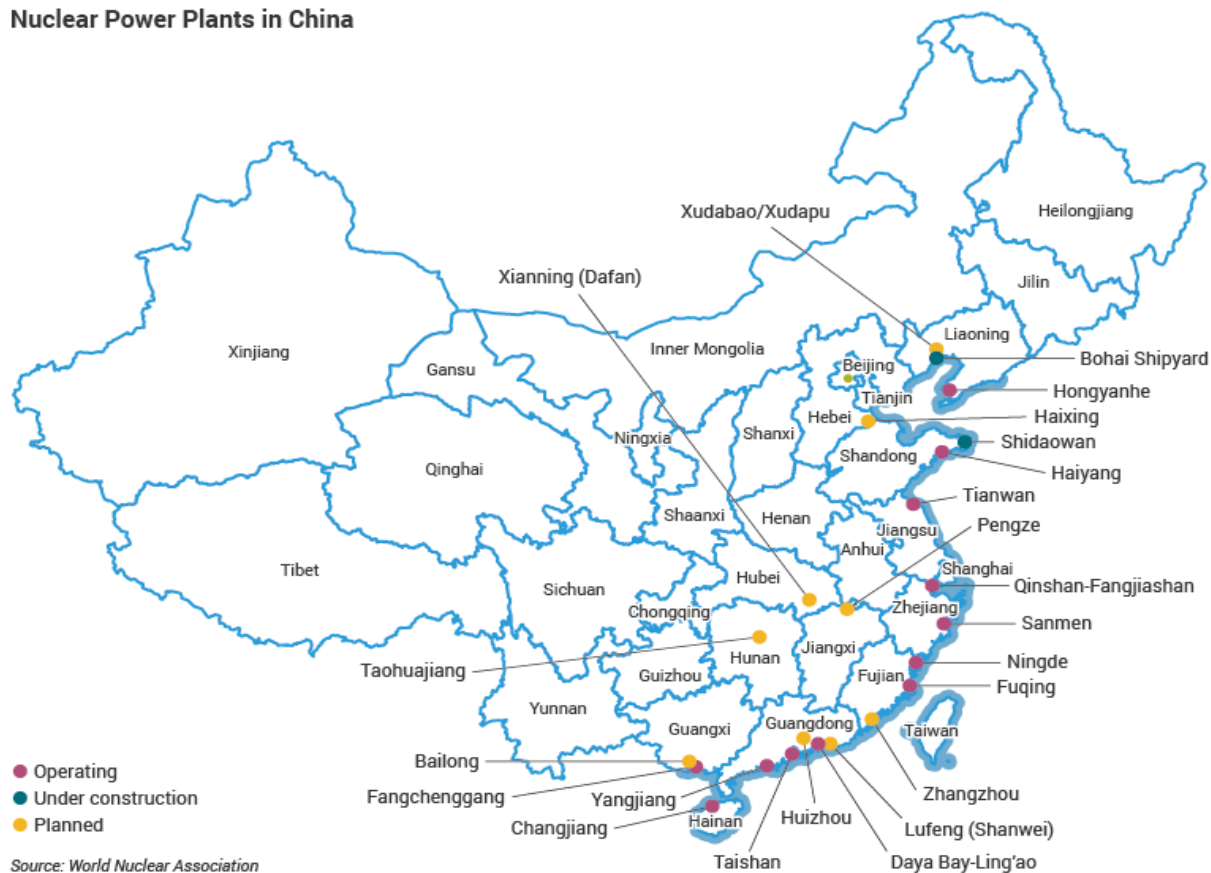 Nuclear Power Plants in China
Heilongjiang
Xudabao/Xudapu
Jilin
Xianning (Dafan)
Liaoning
Inner Mongolia
Xinjiang
Bohai Shipyard
Beijing
Gansu
Hongyanhe
Tianjin
Hebei
Haixing
Shanxi
Ningxia
Shidaowan
Shandong
Qinghai
Haiyang
Tianwan
Shaanxi
Henan
Pengze
Jiangsu
Anhui
Tibet
Shanghai
Hubei
Qinshan-Fangjiashan
Sichuan
Chongqing
Zhejiang
Sanmen
Jiangxi
Hunan
Ningde
Taohuajiang
Guizhou
Fujian
Fuqing
Yunnan
Guangxi
Guangdong
Taiwan
Bailong
Operating
Zhangzhou
Fangchenggang
Under construction
Yangjiang
Huizhou
Planned
Changjiang
Hainan
Lufeng (Shanwei)
Taishan
Daya Bay-Ling'ao
Source: World Nuclear Association